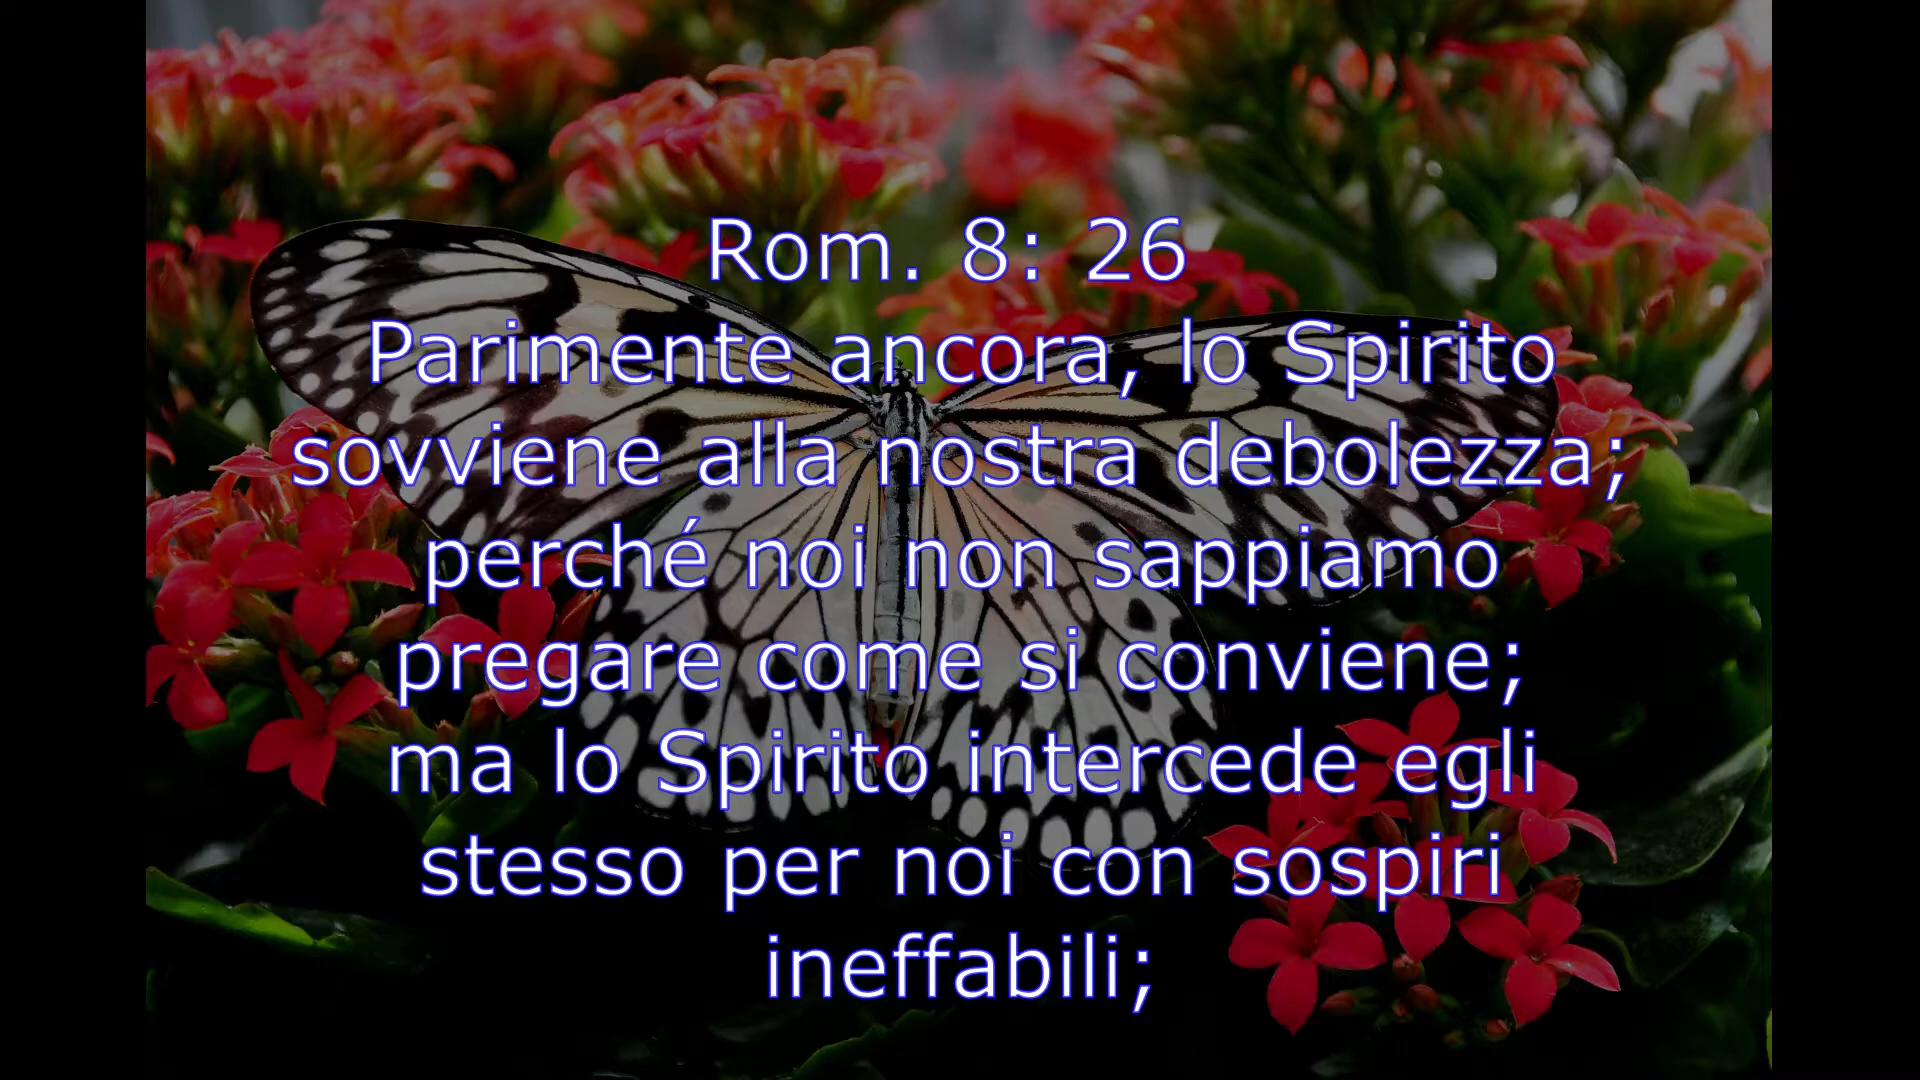 Rom. 8: 26
Parimente ancora, lo Spirito
sovviene alla nostra debolezza;
perché noi non sappiamo
pregare come si conviene;
ma lo Spirito intercede egli
stesso per noi con sospiri
ineffabili;